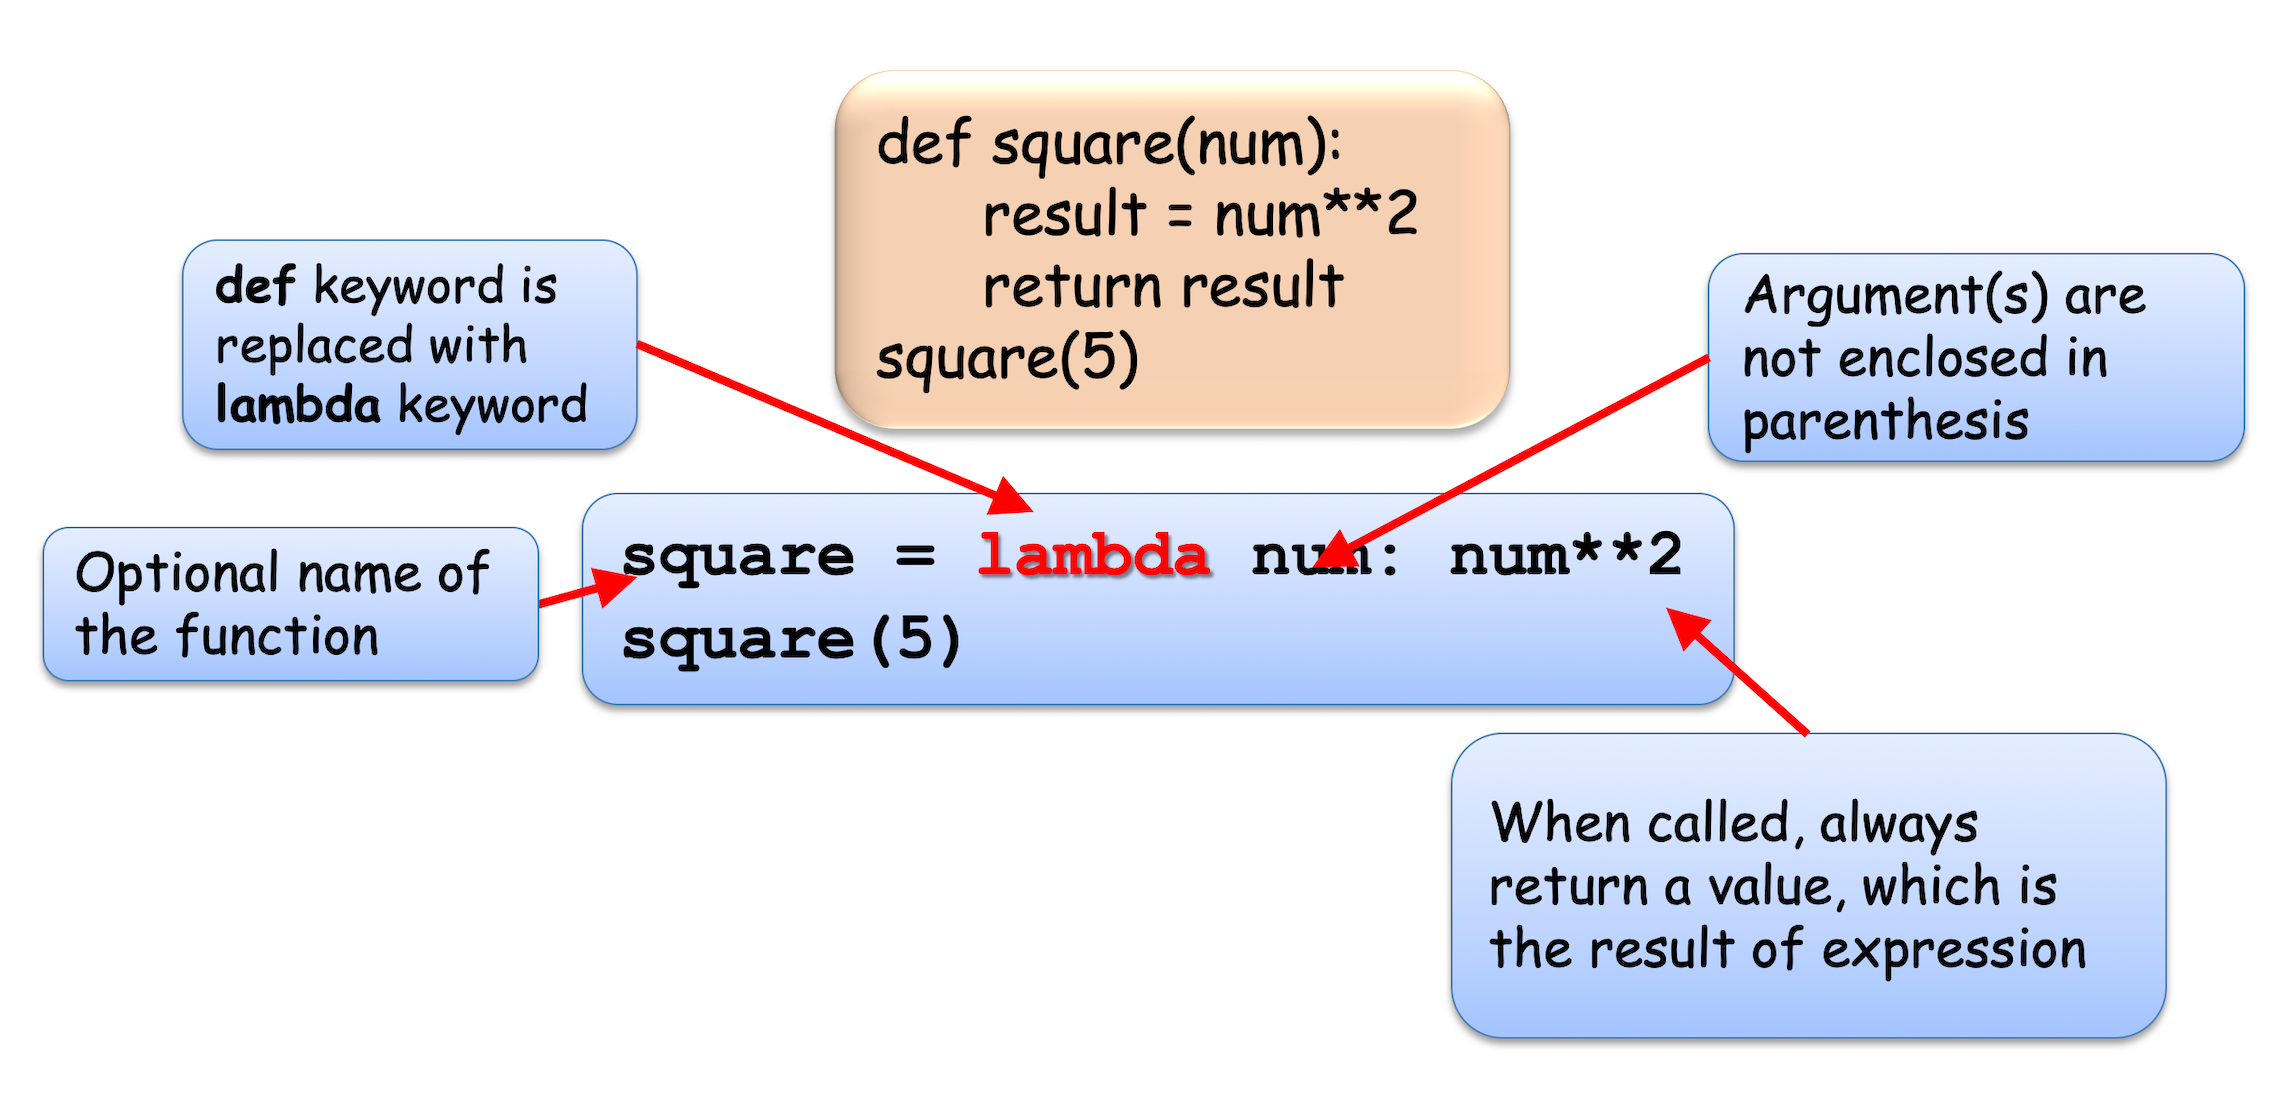 def square(num):
result = num**2
return result
square(5)
def keyword is
replaced with
lambda keyword
Argument(s) are
not enclosed in
parenthesis
Optional name of
the function
square = lambda num: num**2
square(5)
When called, always
return a value, which is
the result of expression